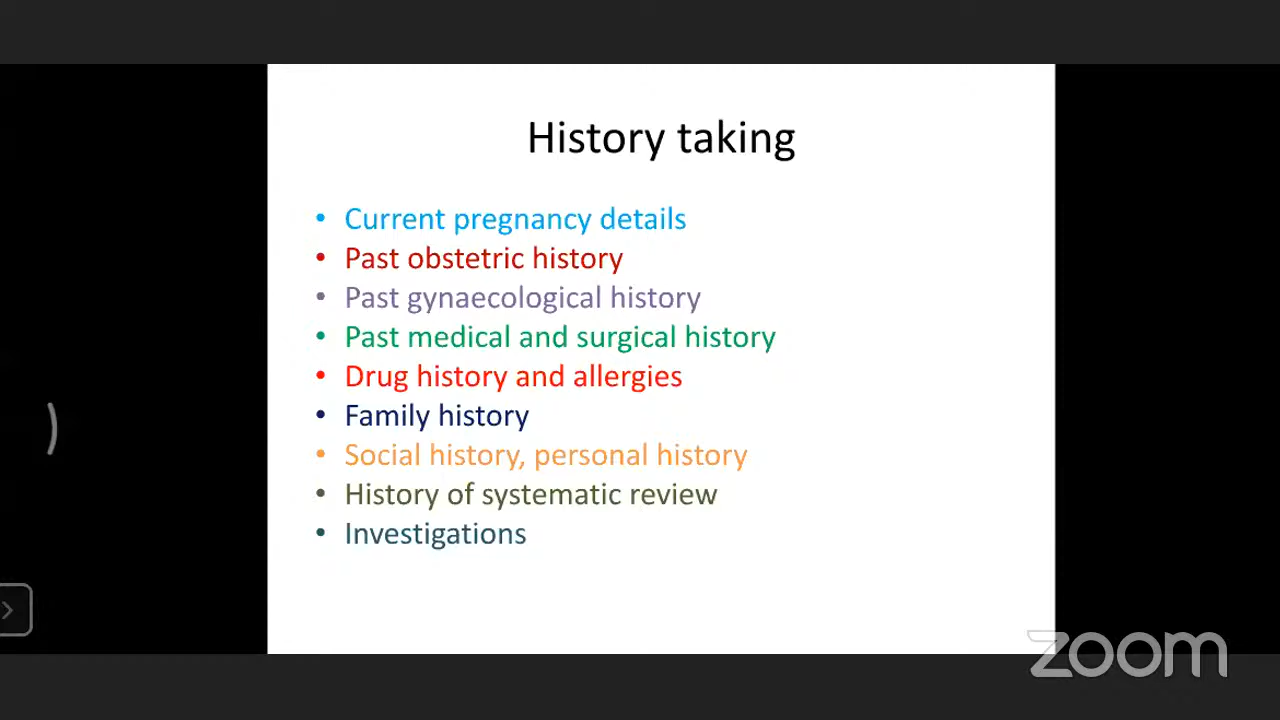 History taking
• Current pregnancy details
• Past obstetric history
• Past gynaecological history
• Past medical and surgical history
• Drug history and allergies
• Family history
• Social history, personal history
• History of systematic review
• Investigations
zoom